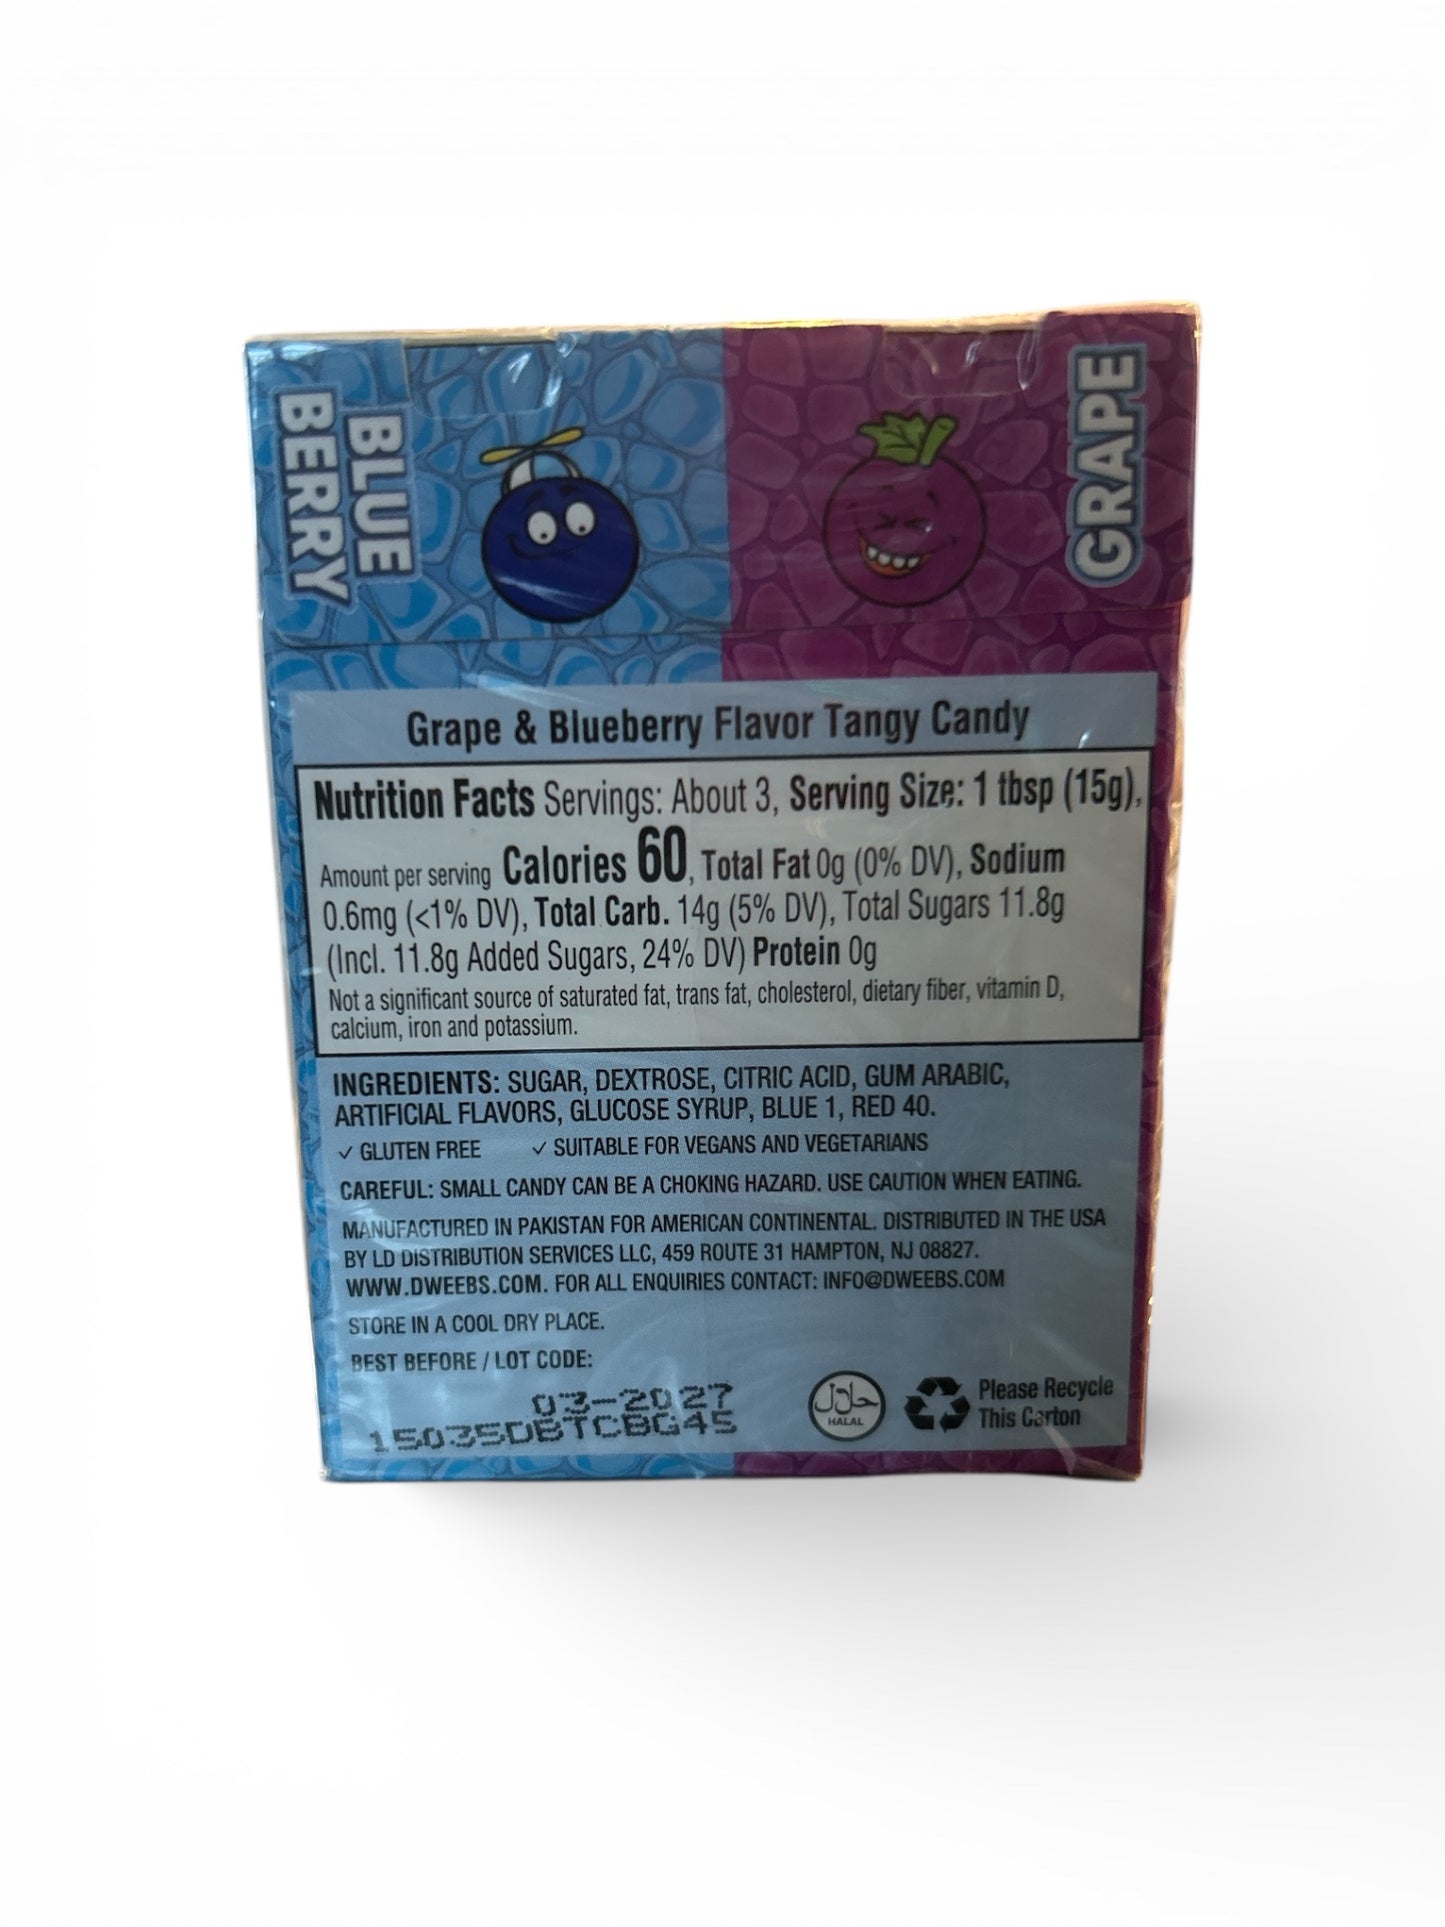 BLUE
BERRY
GRAPE
Grape & Blueberry Flavor Tangy Candy
Nutrition Facts Servings: About 3, Serving Size: 1 tbsp (15g),
Amount per serving Calories 60, Total Fat 0g (0% DV), Sodium
0.6mg (<1% DV), Total Carb. 14g (5% DV), Total Sugars 11.8g
(Incl. 11.8g Added Sugars, 24% DV) Protein 0g
Not a significant source of saturated fat, trans fat, cholesterol, dietary fiber, vitamin D,
calcium, iron and potassium.
INGREDIENTS: SUGAR, DEXTROSE, CITRIC ACID, GUM ARABIC,
ARTIFICIAL FLAVORS, GLUCOSE SYRUP, BLUE 1, RED 40.
✓ GLUTEN FREE ✓ SUITABLE FOR VEGANS AND VEGETARIANS
CAREFUL: SMALL CANDY CAN BE A CHOKING HAZARD. USE CAUTION WHEN EATING.
MANUFACTURED IN PAKISTAN FOR AMERICAN CONTINENTAL. DISTRIBUTED IN THE USA
BY LD DISTRIBUTION SERVICES LLC, 459 ROUTE 31 HAMPTON, NJ 08827.
WWW.DWEEBS.COM. FOR ALL ENQUIRIES CONTACT: INFO@DWEEBS.COM
STORE IN A COOL DRY PLACE.
BEST BEFORE / LOT CODE:
03-2027
15035DBTCBG45
حلال
HALAL
Please Recycle
This Carton